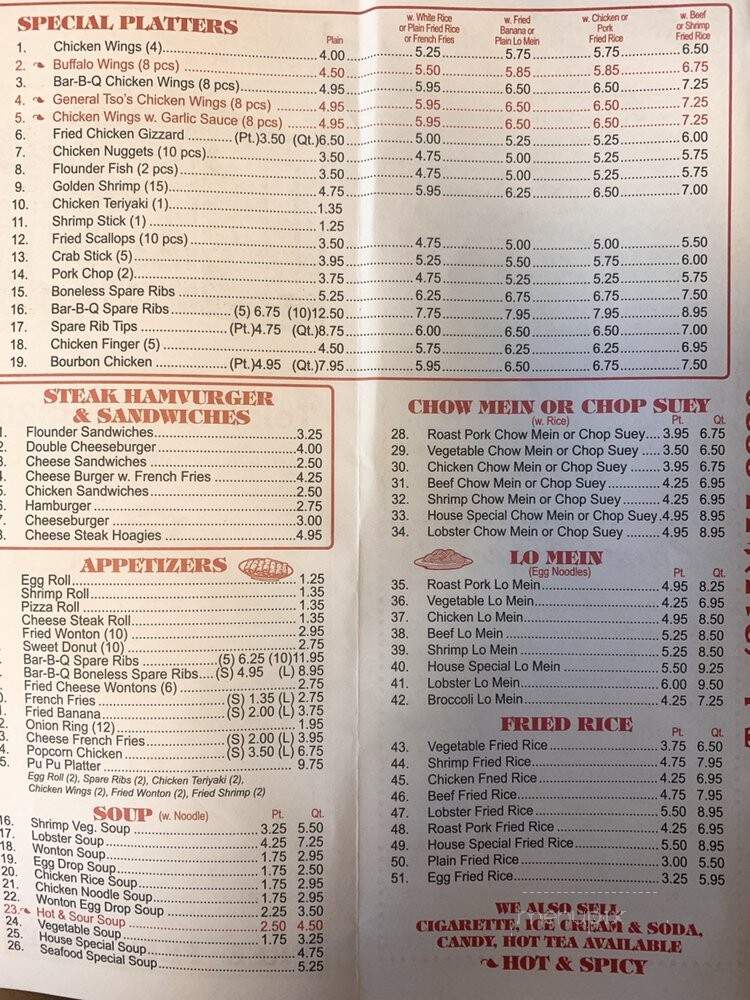 SPECIAL PLATTERS
Plain
w. White Rice
or Plain Fried Rice
or French Fries
w. Fried
Banana or
Plain Lo Mein
w. Chicken or
Pork
Fried Rice
w. Beef
or Shrimp
Fried Rice
1. Chicken Wings (4) 4.00 5.25 5.75 5.75 6.50
2. Buffalo Wings (8 pcs) 4.50 5.50 5.85 5.85 6.75
3. Bar-B-Q Chicken Wings (8 pcs) 4.95 5.95 6.50 6.50 7.25
4. General Tso's Chicken Wings (8 pcs) 4.95 5.95 6.50 6.50 7.25
5. Chicken Wings w. Garlic Sauce (8 pcs) 4.95 5.95 6.50 6.50 7.25
6. Fried Chicken Gizzard (Pt.)3.50 (Qt.)6.50 5.00 5.25 5.25 6.00
7. Chicken Nuggets (10 pcs) 3.50 4.75 5.00 5.25 5.75
8. Flounder Fish (2 pcs) 3.50 4.75 5.00 5.25 5.75
9. Golden Shrimp (15) 4.75 5.95 6.25 6.50 7.00
10. Chicken Teriyaki (1) 1.35
11. Shrimp Stick (1) 1.25
12. Fried Scallops (10 pcs) 3.50 4.75 5.00 5.00 5.50
13. Crab Stick (5) 3.95 5.25 5.50 5.75 6.00
14. Pork Chop (2) 3.75 4.75 5.25 5.25 5.75
15. Boneless Spare Ribs 5.25 6.25 6.75 6.75 7.50
16. Bar-B-Q Spare Ribs (5) 6.75 (10)12.50 7.75 7.95 7.95 8.95
17. Spare Rib Tips (Pt.)4.75 (Qt.)8.75 6.00 6.50 6.50 7.00
18. Chicken Finger (5) 4.50 5.75 6.25 6.25 6.95
19. Bourbon Chicken (Pt.)4.95 (Qt.)7.95 5.95 6.50 6.75 7.50
STEAK HAMVURGER
& SANDWICHES
1. Flounder Sandwiches 3.25
2. Double Cheeseburger 4.00
3. Cheese Sandwiches 2.50
4. Cheese Burger w. French Fries 4.25
5. Chicken Sandwiches 2.50
6. Hamburger 2.75
7. Cheeseburger 3.00
8. Cheese Steak Hoagies 4.95
APPETIZERS
Egg Roll 1.25
Shrimp Roll 1.35
Pizza Roll 1.35
Cheese Steak Roll 1.35
Fried Wonton (10) 2.95
Sweet Donut (10) 2.75
Bar-B-Q Spare Ribs (5) 6.25 (10)11.95
Bar-B-Q Boneless Spare Ribs (S) 4.95 (L) 8.95
Fried Cheese Wontons (6) 2.75
French Fries (S) 1.35 (L) 2.75
Fried Banana (S) 2.00 (L) 3.75
Onion Ring (12) 1.95
Cheese French Fries (S) 2.00 (L) 3.95
Popcorn Chicken (S) 3.50 (L) 6.75
Pu Pu Platter 9.75
Egg Roll (2), Spare Ribs (2), Chicken Teriyaki (2),
Chicken Wings (2), Fried Wonton (2), Fried Shrimp (2)
SOUP (w. Noodle) Pt. Qt.
16. Shrimp Veg. Soup 3.25 5.50
17. Lobster Soup 4.25 7.25
18. Wonton Soup 1.75 2.95
19. Egg Drop Soup 1.75 2.50
20. Chicken Rice Soup 1.75 2.95
21. Chicken Noodle Soup 1.75 2.95
22. Wonton Egg Drop Soup 2.25 3.50
23. Hot & Sour Soup 2.50 4.50
24. Vegetable Soup 1.75 3.25
25. House Special Soup 4.75
26. Seafood Special Soup 5.25
CHOW MEIN OR CHOP SUEY
(w. Rice) Pt. Qt.
28. Roast Pork Chow Mein or Chop Suey 3.95 6.75
29. Vegetable Chow Mein or Chop Suey 3.50 6.50
30. Chicken Chow Mein or Chop Suey 3.95 6.75
31. Beef Chow Mein or Chop Suey 4.25 6.95
32. Shrimp Chow Mein or Chop Suey 4.25 6.95
33. House Special Chow Mein or Chop Suey 4.95 8.95
34. Lobster Chow Mein or Chop Suey 4.95 8.95
LO MEIN
(Egg Noodles) Pt. Qt.
35. Roast Pork Lo Mein 4.95 8.25
36. Vegetable Lo Mein 4.25 6.95
37. Chicken Lo Mein 4.95 8.50
38. Beef Lo Mein 5.25 8.50
39. Shrimp Lo Mein 5.25 8.50
40. House Special Lo Mein 5.50 9.25
41. Lobster Lo Mein 6.00 9.50
42. Broccoli Lo Mein 4.25 7.25
FRIED RICE
Pt. Qt.
43. Vegetable Fried Rice 3.75 6.50
44. Shrimp Fried Rice 4.75 7.95
45. Chicken Fned Rice 4.25 6.95
46. Beef Fried Rice 4.75 7.95
47. Lobster Fried Rice 5.50 8.95
48. Roast Pork Fried Rice 4.25 6.95
49. House Special Fried Rice 5.50 8.95
50. Plain Fried Rice 3.00 5.50
51. Egg Fried Rice 3.25 5.95
WE ALSO SELL
CIGARETTE, ICE CREAM & SODA,
CANDY, HOT TEA AVAILABLE
HOT & SPICY